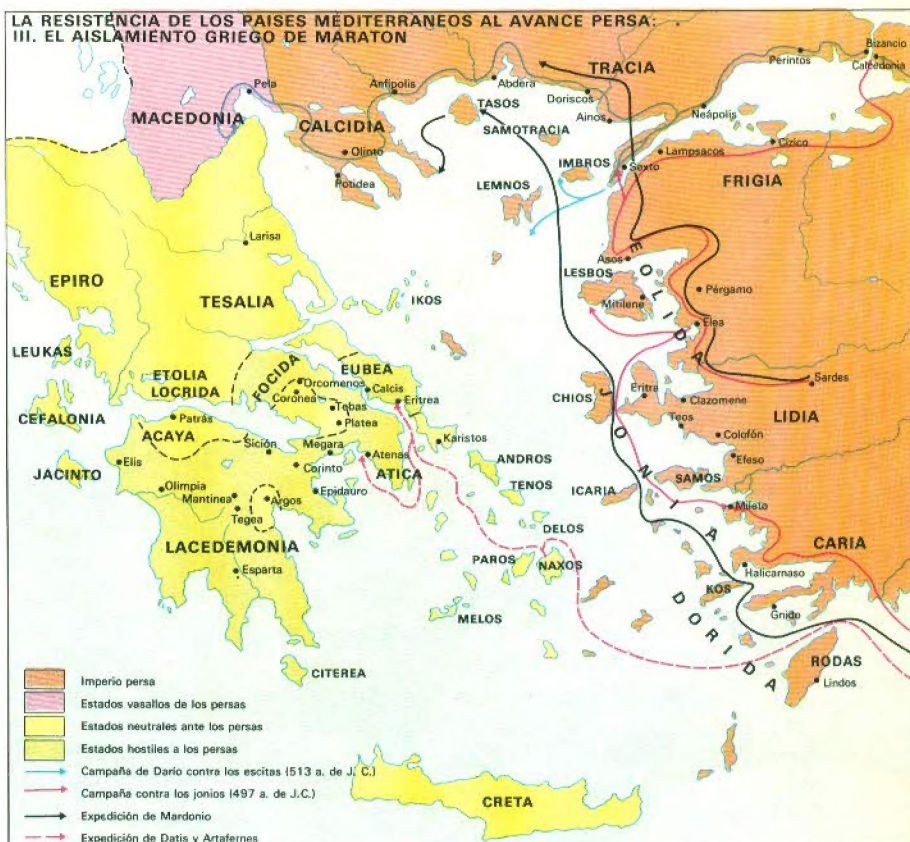 LA RESISTENCIA DE LOS PAISES MEDITERRANEOS AL AVANCE PERSA:
III. EL AISLAMIENTO GRIEGO DE MARATON
Bizancio
Perintos
Calcedonia
TRACIA
Pela
Anfípolis
Abdera
Doriscos
TASOS
MACEDONIA
CALCIDIA
Ainos
Neápolis
SAMOTRACIA
Olinto
Lampsacos
Cízico
IMBROS
Sexto
Potidea
FRIGIA
LEMNOS
Larisa
Asos
EOLIDA
LESBOS
EPIRO
TESALIA
IKOS
Pérgamo
Mitilene
Elea
LEUKAS
FOCIDA
EUBEA
ETOLIA
LOCRIDA
Orcomenos
Calcis
Sardes
Coronea
Eritrea
CHIOS
Eritra
Clazomene
CEFALONIA
Tebas
LIDIA
Patrás
Platea
Teos
JONIA
ACAYA
Colofón
Sición
Megara
Karistos
Atenas
Efeso
Elis
Corinto
ANDROS
JACINTO
ATICA
SAMOS
TENOS
Olimpia
Epidauro
ICARIA
Mantinea
Argos
Mileto
Tegea
DELOS
LACEDEMONIA
CARIA
PAROS
NAXOS
Halicarnaso
Esparta
KOS
DORIDA
Gnido
MELOS
RODAS
CITEREA
Lindos
Imperio persa
Estados vasallos de los persas
Estados neutrales ante los persas
Estados hostiles a los persas
Campaña de Darío contra los escitas (513 a. de J. C.)
Campaña contra los jonios (497 a. de J.C.)
CRETA
Expedición de Mardonio
Expedición de Datis y Artafernes